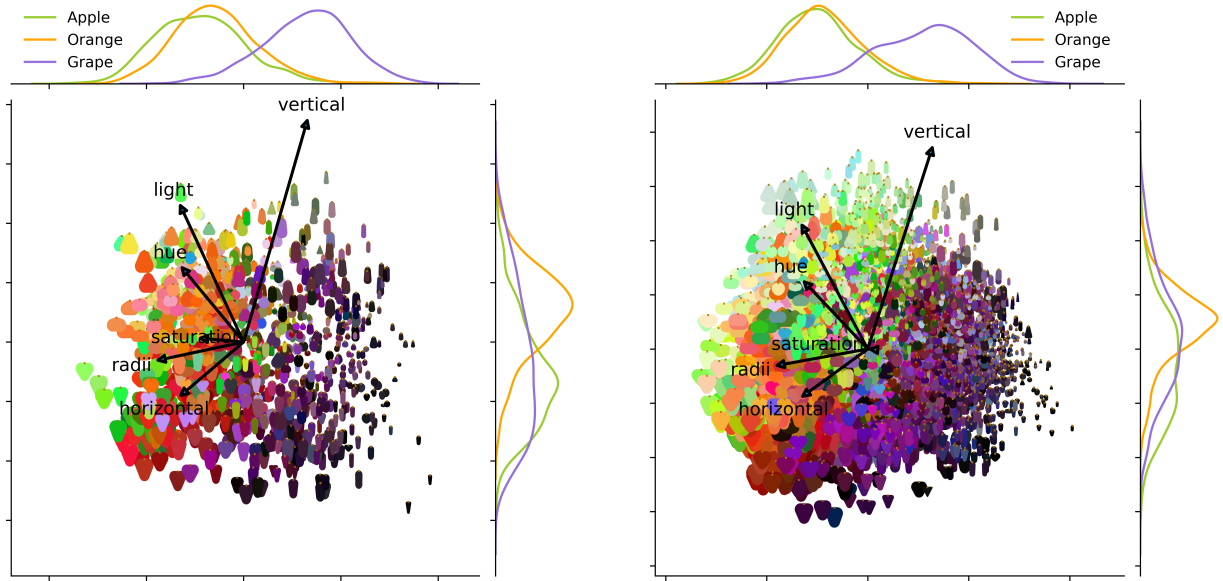 Apple
Orange
Grape
vertical
light
hue
saturation
radii
horizontal
Apple
Orange
Grape
vertical
light
hue
saturation
radii
horizontal